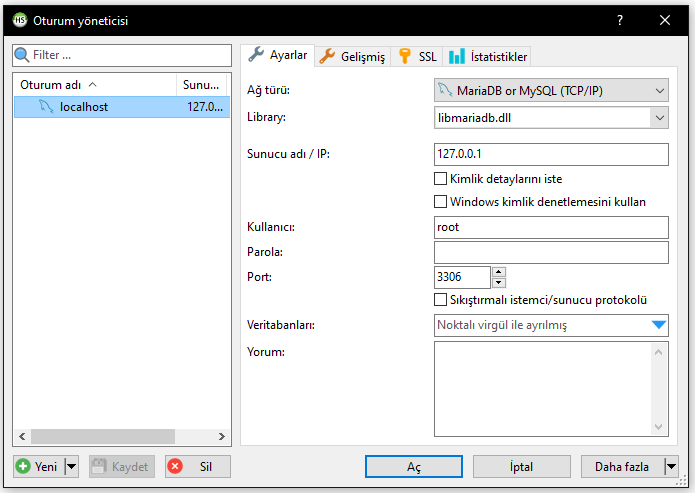 HS Oturum yöneticisi ?
Filter ...
Oturum adı Sunu...
localhost 127.0...
Ayarlar Gelişmiş SSL İstatistikler
Ağ türü: MariaDB or MySQL (TCP/IP)
Library: libmariadb.dll
Sunucu adı / IP: 127.0.0.1
Kimlik detaylarını iste
Windows kimlik denetlemesini kullan
Kullanıcı: root
Parola:
Port: 3306
Sıkıştırmalı istemci/sunucu protokolü
Veritabanları: Noktalı virgül ile ayrılmış
Yorum:
Yeni Kaydet Sil Aç İptal Daha fazla